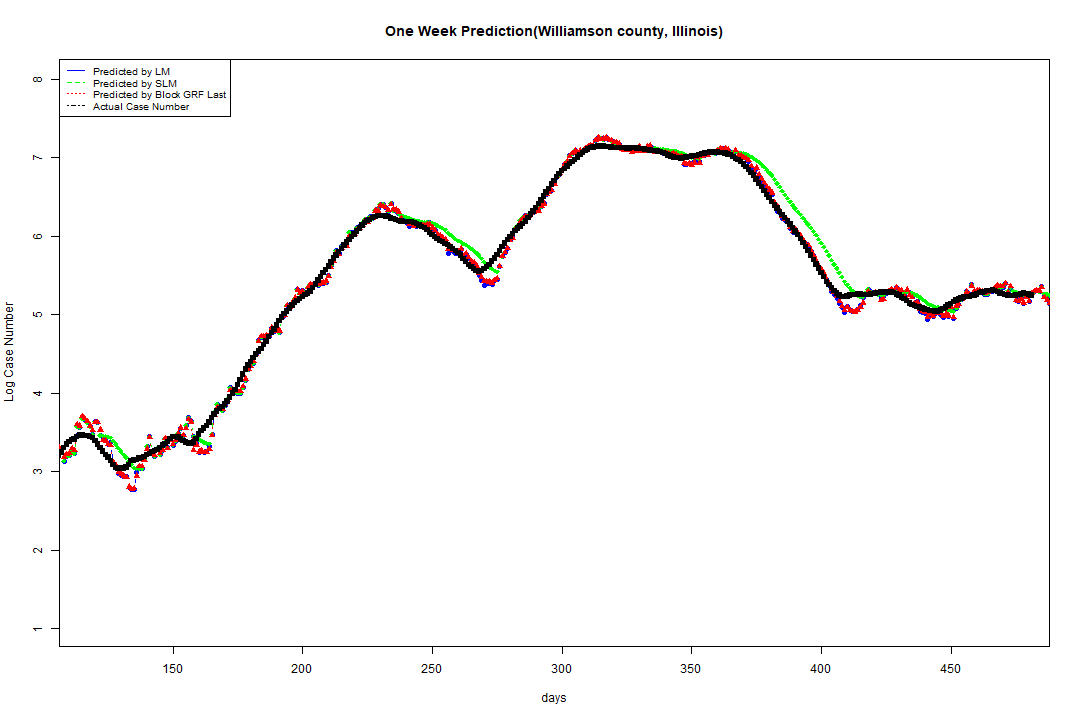 One Week Prediction(Williamson county, Illinois)
Predicted by LM
Predicted by SLM
Predicted by Block GRF Last
Actual Case Number
8
7
6
5
4
3
2
1
Log Case Number
150 200 250 300 350 400 450
days